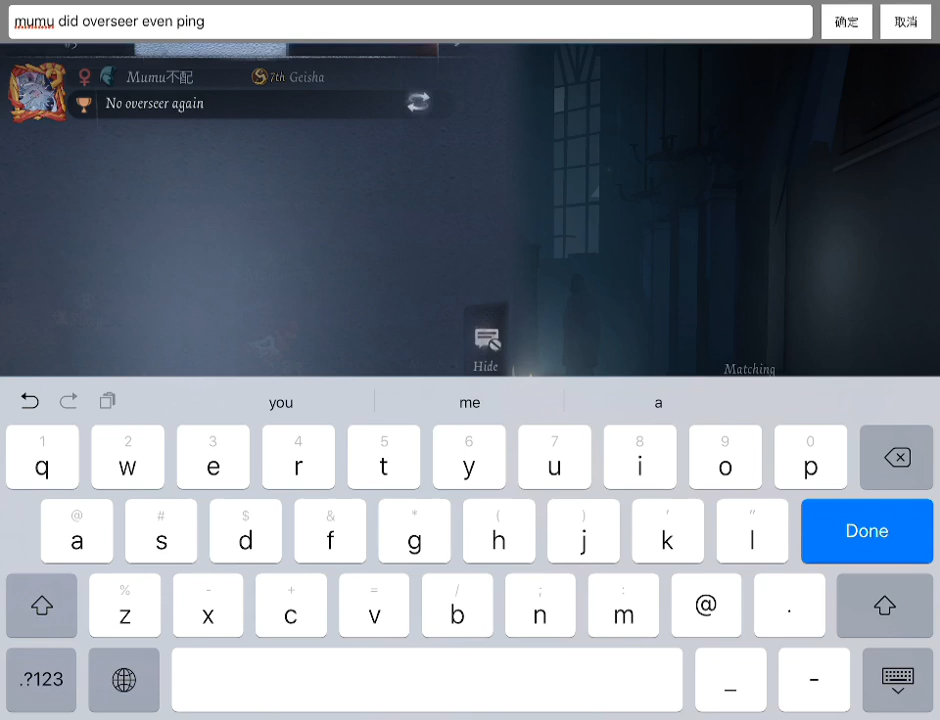 mumu did overseer even ping
确定
取消
Mumu不配
7th Geisha
No overseer again
Hide
Matching
you
me
a
1 2 3 4 5 6 7 8 9 0
q w e r t y u i o p
@ # $ & * ( ) ' "
a s d f g h j k l
Done
% - + = / ; :
z x c v b n m @ .
.?123
_ -